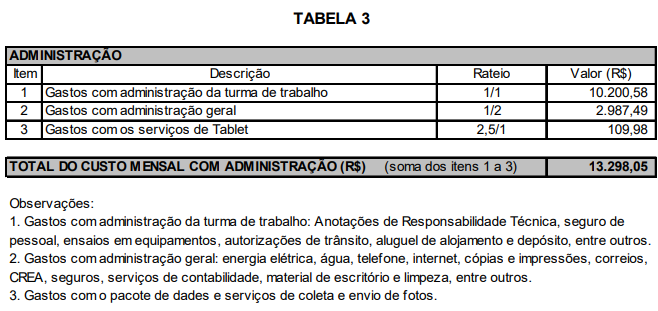 TABELA 3
ADMINISTRAÇÃO
Item Descrição Rateio Valor (R$)
1 Gastos com administração da turma de trabalho 1/1 10.200,58
2 Gastos com administração geral 1/2 2.987,49
3 Gastos com os serviços de Tablet 2,5/1 109,98
TOTAL DO CUSTO MENSAL COM ADMINISTRAÇÃO (R$) (soma dos itens 1 a 3) 13.298,05
Observações:
1. Gastos com administração da turma de trabalho: Anotações de Responsabilidade Técnica, seguro de
pessoal, ensaios em equipamentos, autorizações de trânsito, aluguel de alojamento e depósito, entre outros.
2. Gastos com administração geral: energia elétrica, água, telefone, internet, cópias e impressões, correios,
CREA, seguros, serviços de contabilidade, material de escritório e limpeza, entre outros.
3. Gastos com o pacote de dados e serviços de coleta e envio de fotos.